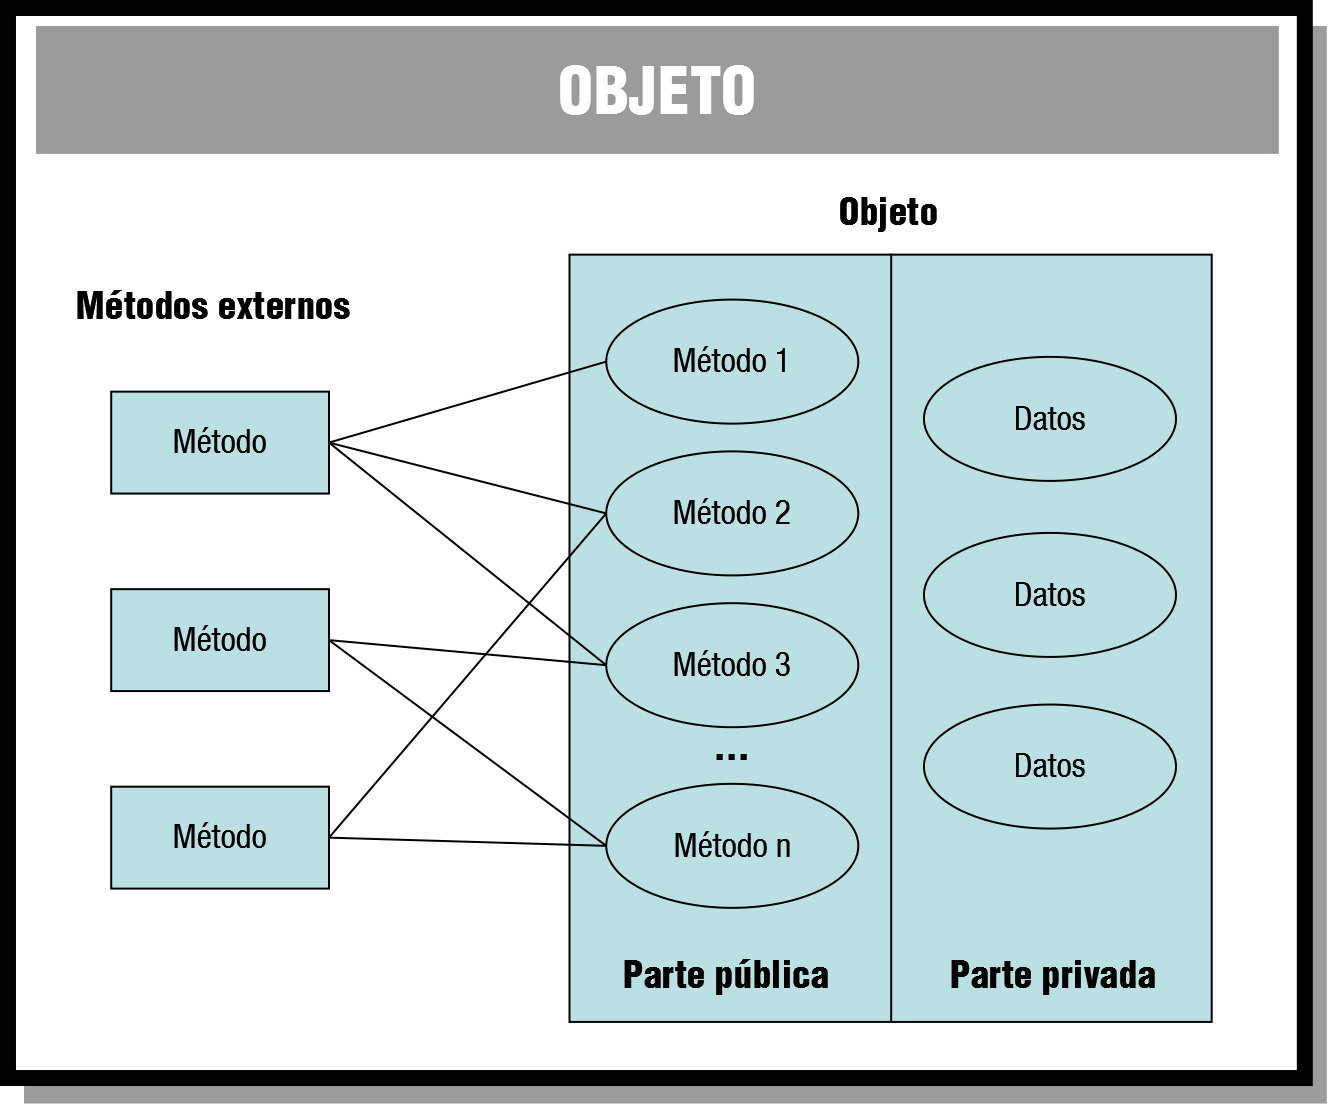 OBJETO
Objeto
Métodos externos
Método
Método
Método
Método 1
Método 2
Método 3
...
Método n
Parte pública
Datos
Datos
Datos
Parte privada